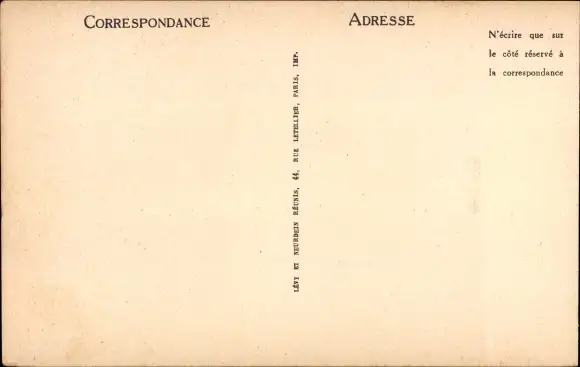 CORRESPONDANCE
LÉVY ET NEURDEIN RÉUNIS, 44, RUE LETELLIER, PARIS, IMP.
ADRESSE
N'écrire que sur
le côté réservé à
la correspondance